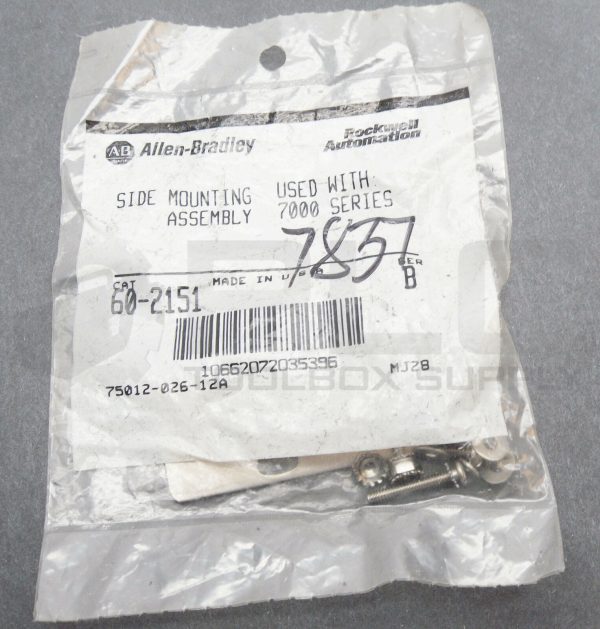 AB Allen-Bradley
Rockwell Automation
SIDE MOUNTING USED WITH:
ASSEMBLY 7000 SERIES
7837
CAT
60-2151
MADE IN U S A
SER
B
10662072035396
75012-026-12A
MJ28
PLC
TOOLBOX SUPPLY